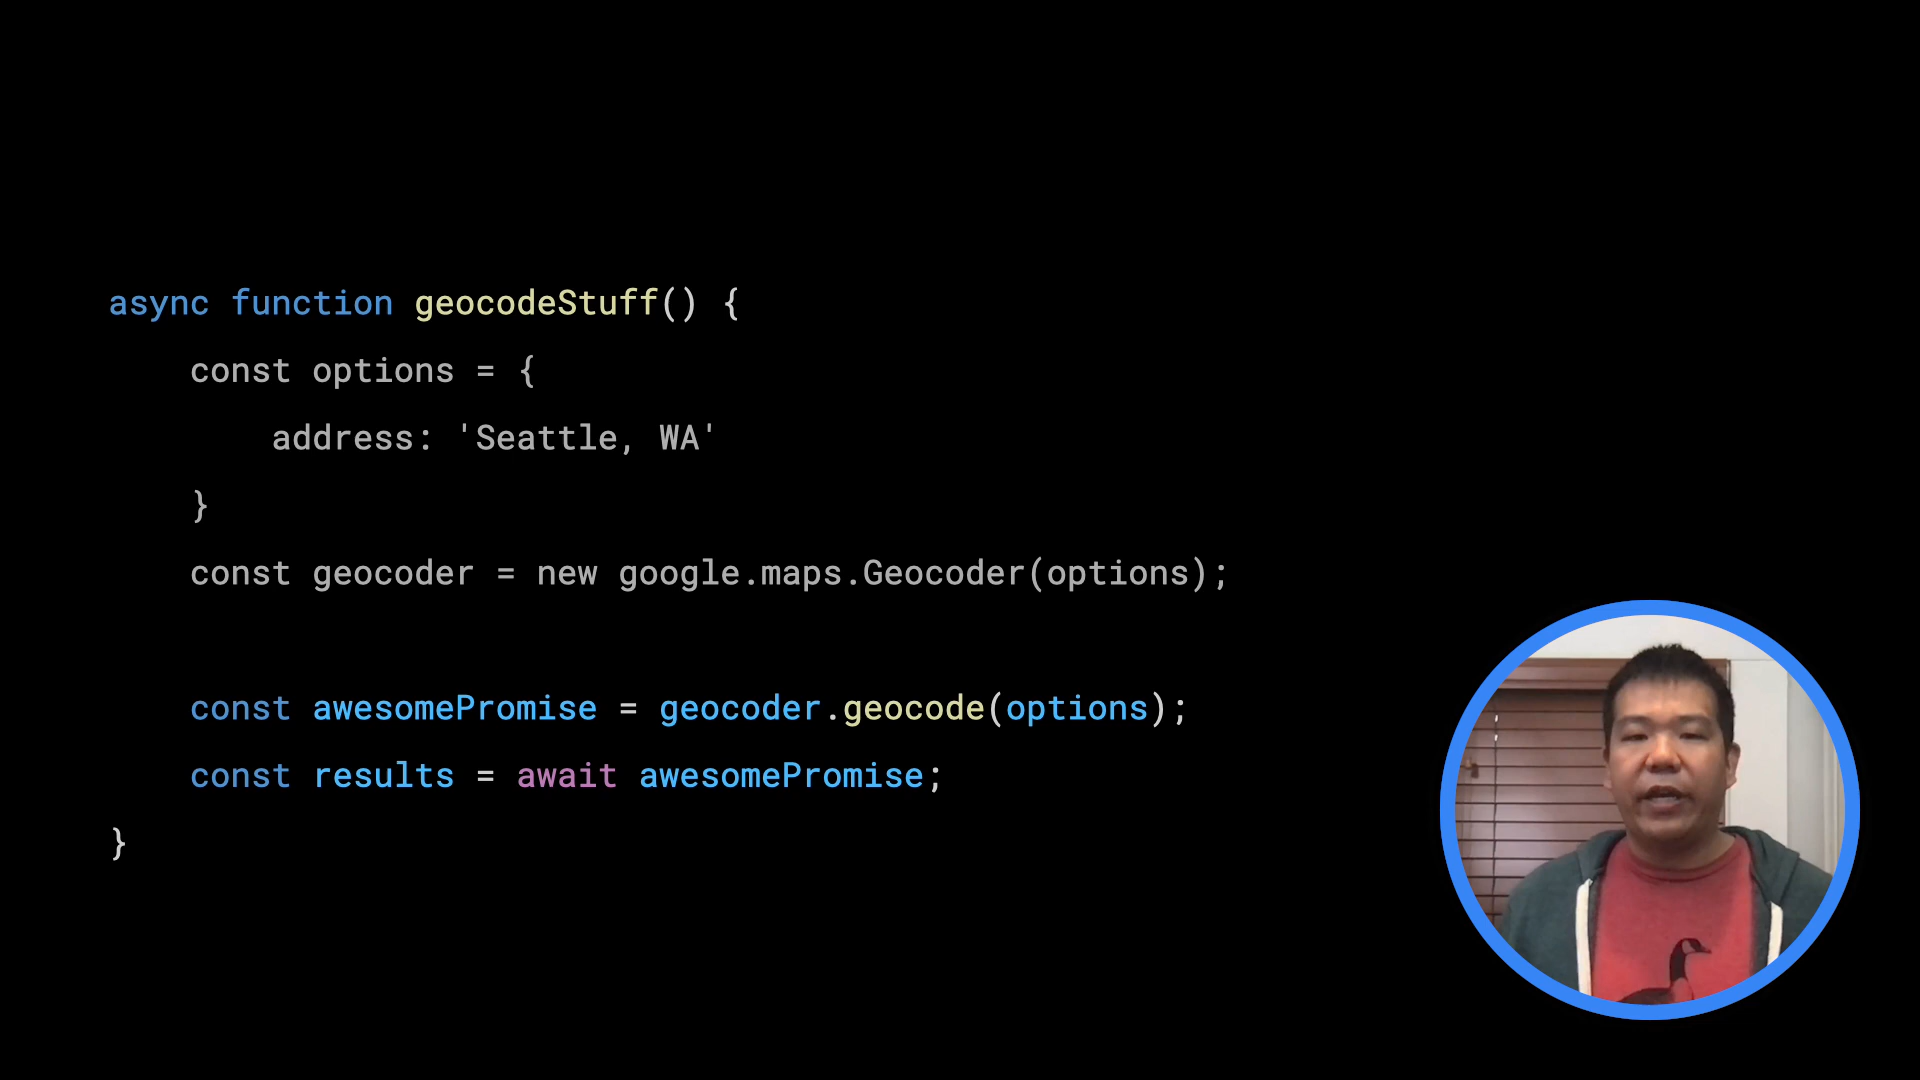 async function geocodeStuff() {
const options = {
address: 'Seattle, WA'
}
const geocoder = new google.maps.Geocoder(options);
const awesomePromise = geocoder.geocode(options);
const results = await awesomePromise;
}